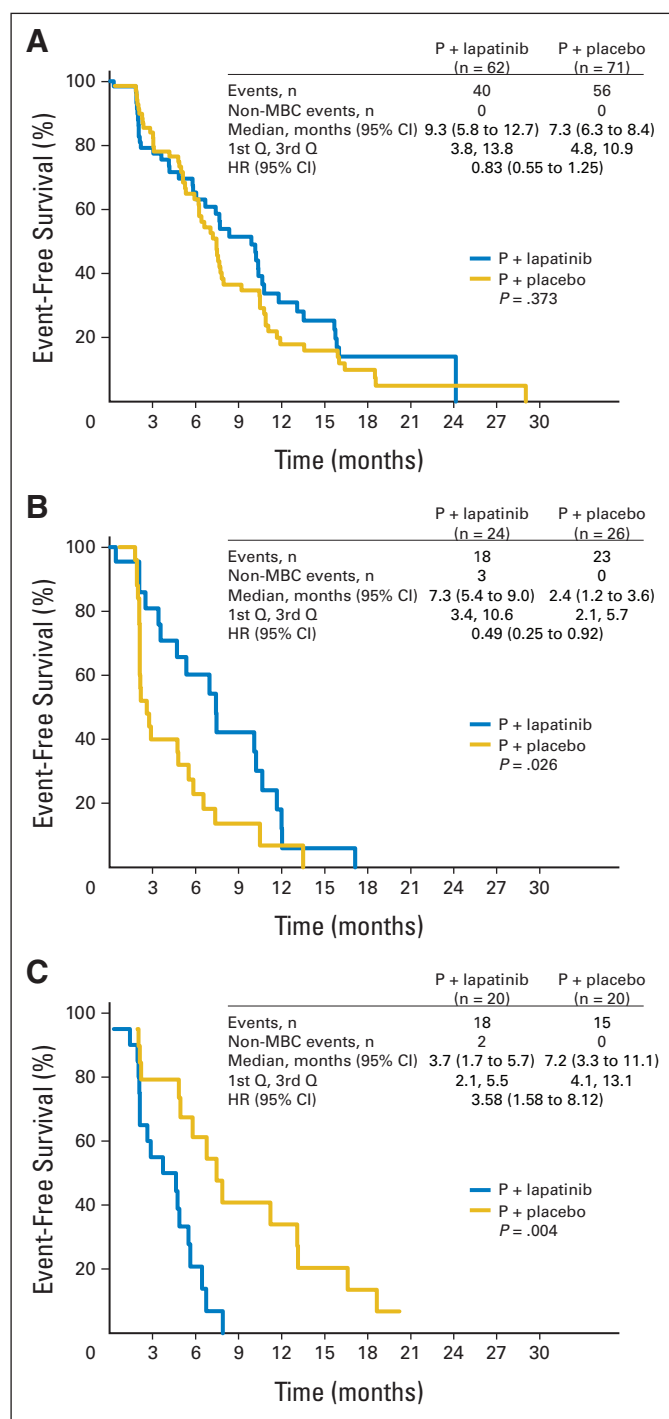 A
P + lapatinib P + placebo
(n = 62) (n = 71)
Events, n 40 56
Non-MBC events, n 0 0
Median, months (95% CI) 9.3 (5.8 to 12.7) 7.3 (6.3 to 8.4)
1st Q, 3rd Q 3.8, 13.8 4.8, 10.9
HR (95% CI) 0.83 (0.55 to 1.25)
P + lapatinib
P + placebo
P = .373
Event-Free Survival (%)
100
80
60
40
20
0 3 6 9 12 15 18 21 24 27 30
Time (months)
B
P + lapatinib P + placebo
(n = 24) (n = 26)
Events, n 18 23
Non-MBC events, n 3 0
Median, months (95% CI) 7.3 (5.4 to 9.0) 2.4 (1.2 to 3.6)
1st Q, 3rd Q 3.4, 10.6 2.1, 5.7
HR (95% CI) 0.49 (0.25 to 0.92)
P + lapatinib
P + placebo
P = .026
Event-Free Survival (%)
100
80
60
40
20
0 3 6 9 12 15 18 21 24 27 30
Time (months)
C
P + lapatinib P + placebo
(n = 20) (n = 20)
Events, n 18 15
Non-MBC events, n 2 0
Median, months (95% CI) 3.7 (1.7 to 5.7) 7.2 (3.3 to 11.1)
1st Q, 3rd Q 2.1, 5.5 4.1, 13.1
HR (95% CI) 3.58 (1.58 to 8.12)
P + lapatinib
P + placebo
P = .004
Event-Free Survival (%)
100
80
60
40
20
0 3 6 9 12 15 18 21 24 27 30
Time (months)